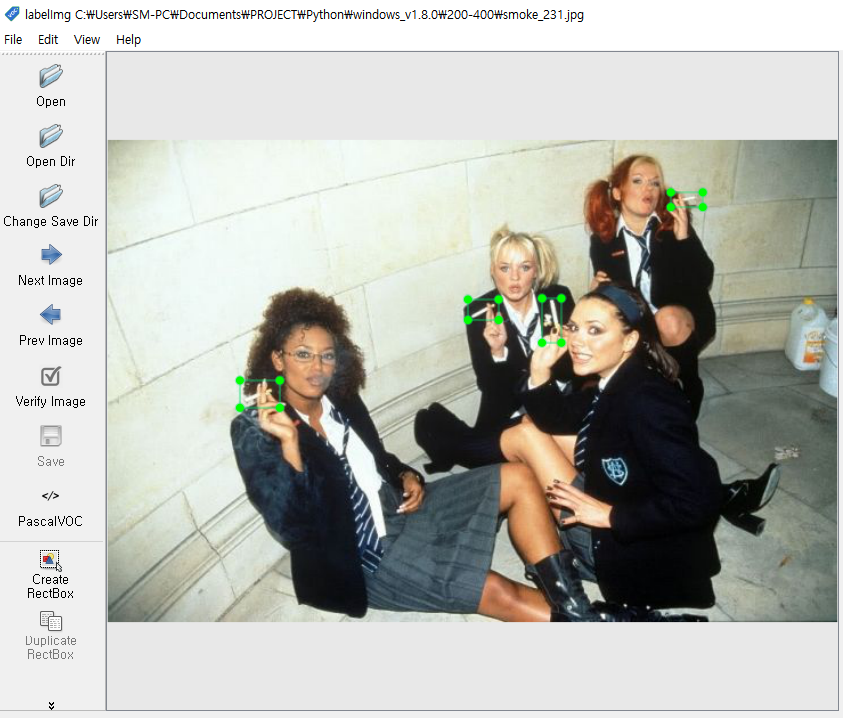 labelImg C:₩Users₩SM-PC₩Documents₩PROJECT₩Python₩windows_v1.8.0₩200-400₩smoke_231.jpg
File Edit View Help
Open
Open Dir
Change Save Dir
Next Image
Prev Image
Verify Image
Save
</>
PascalVOC
Create
RectBox
Duplicate
RectBox